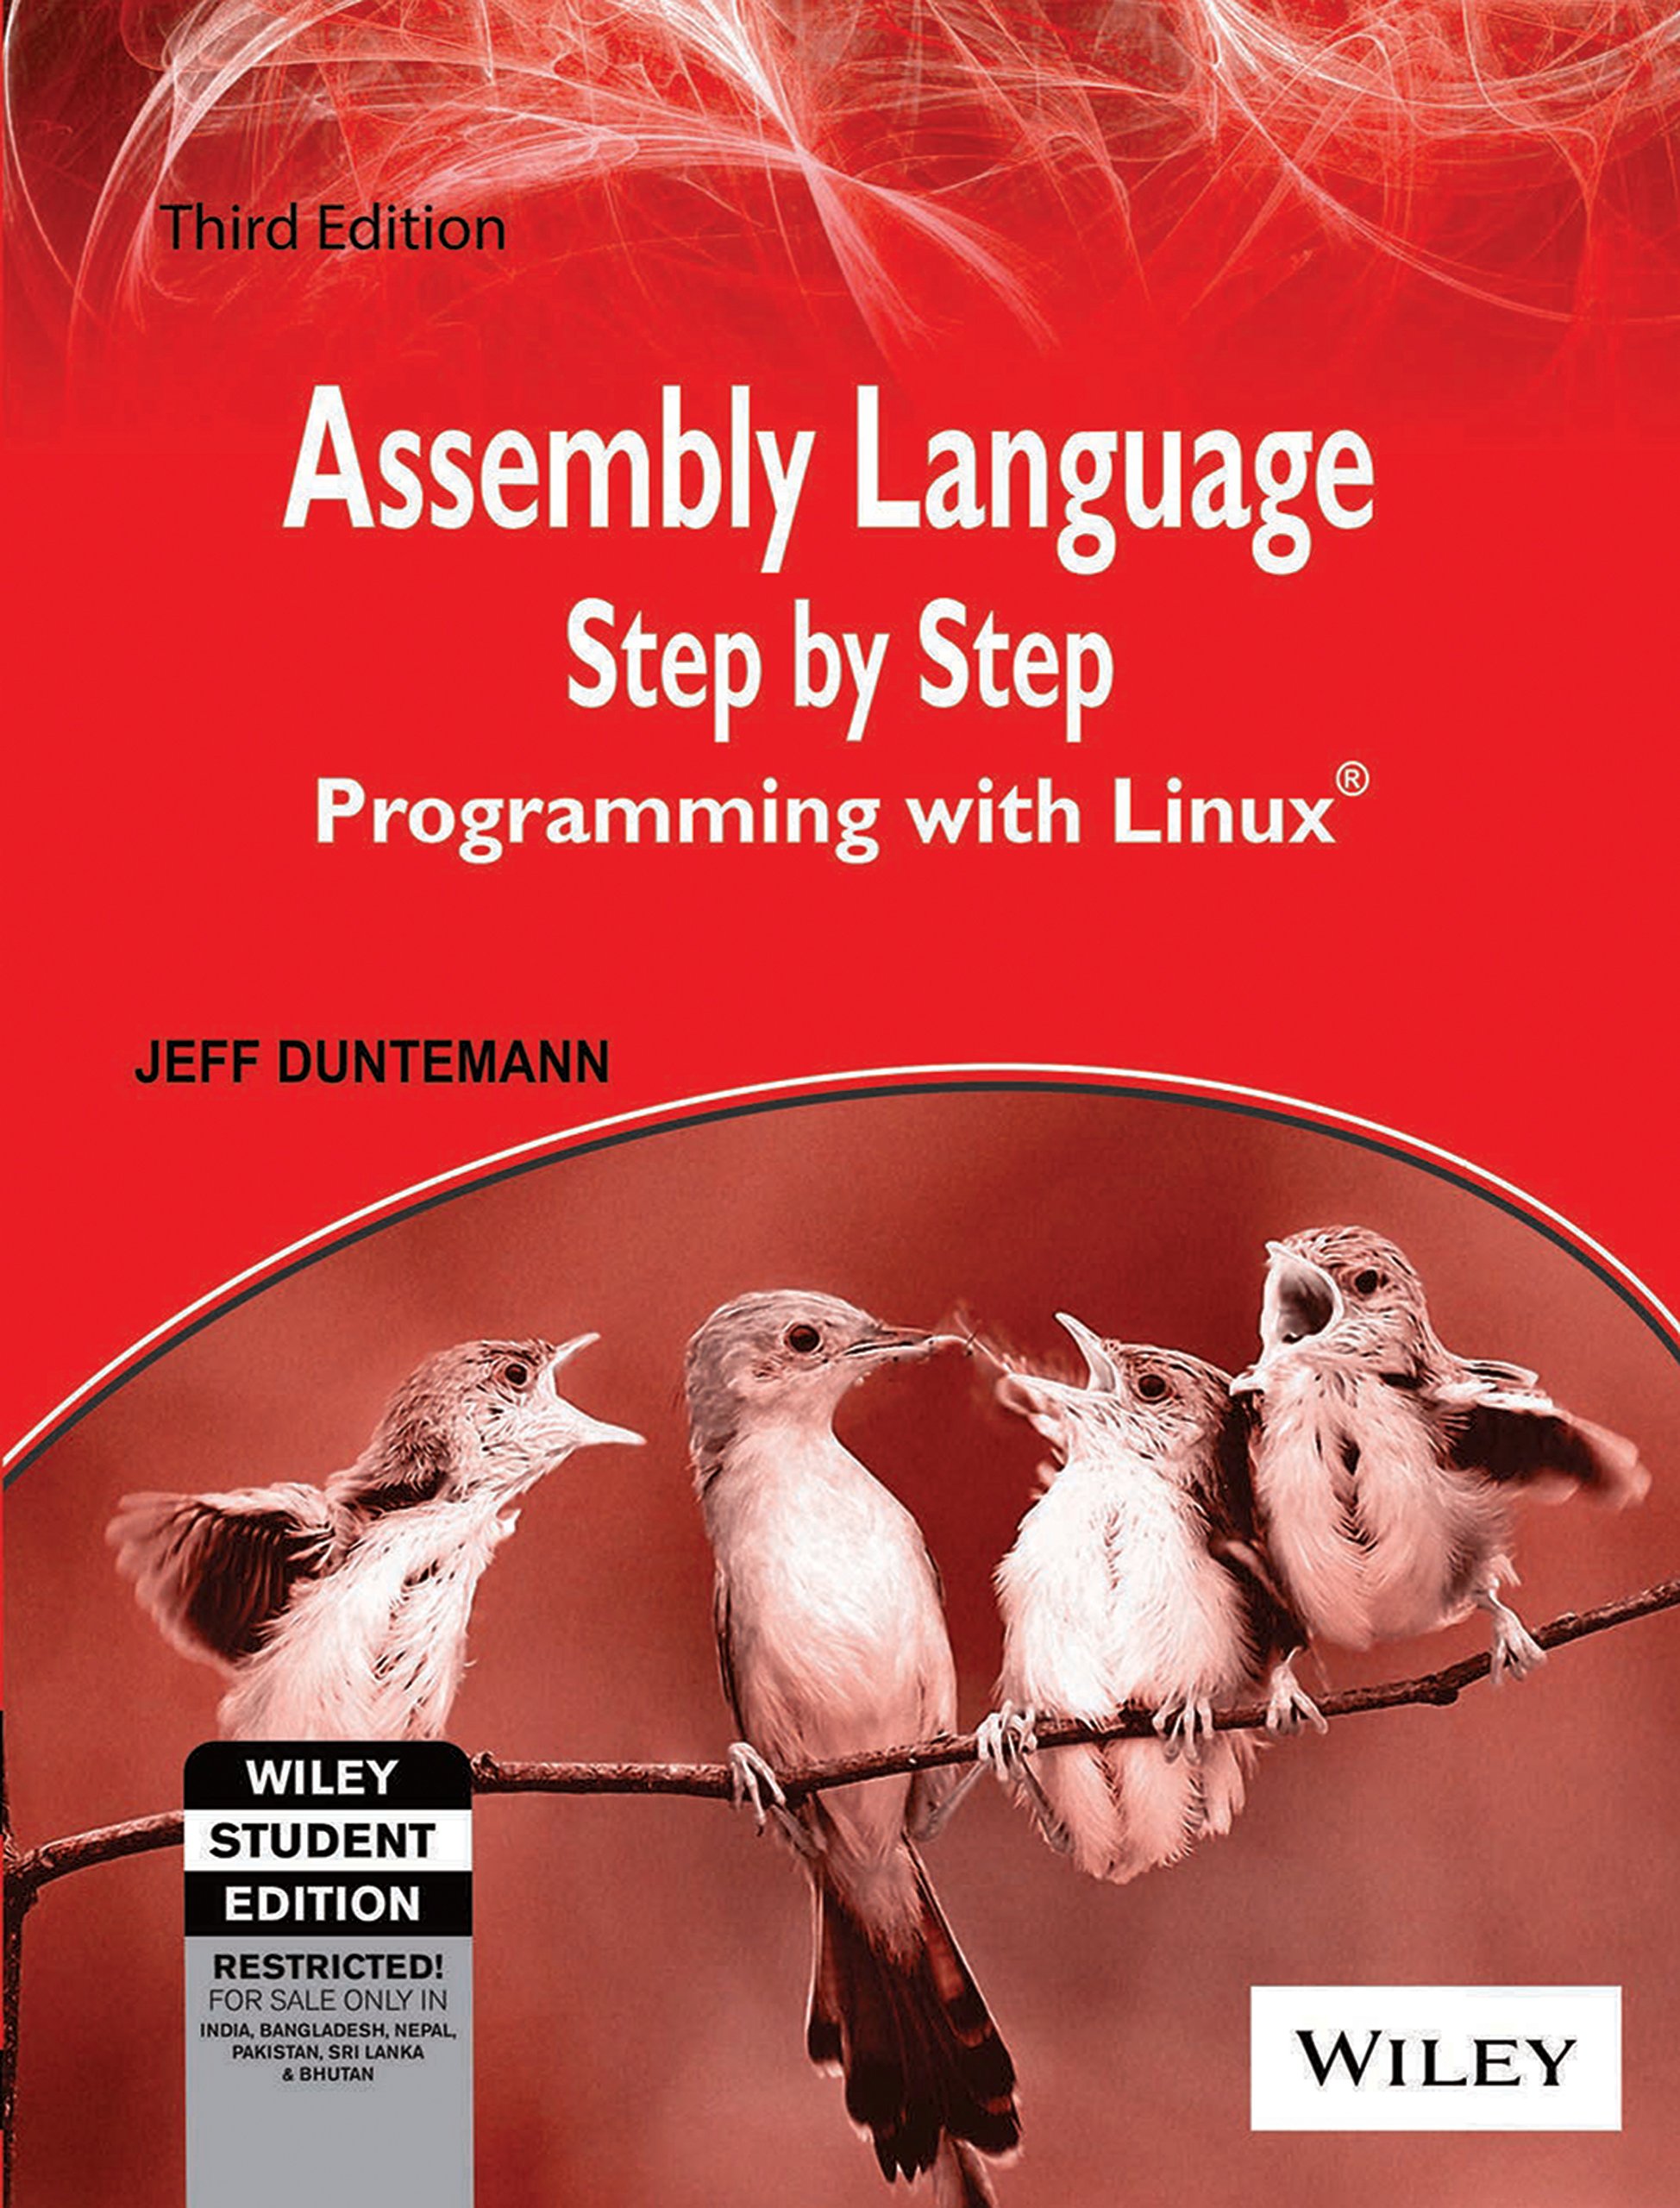 Third Edition
Assembly Language
Step by Step
Programming with Linux®
JEFF DUNTEMANN
WILEY
STUDENT
EDITION
RESTRICTED!
FOR SALE ONLY IN
INDIA, BANGLADESH, NEPAL,
PAKISTAN, SRI LANKA
& BHUTAN
WILEY